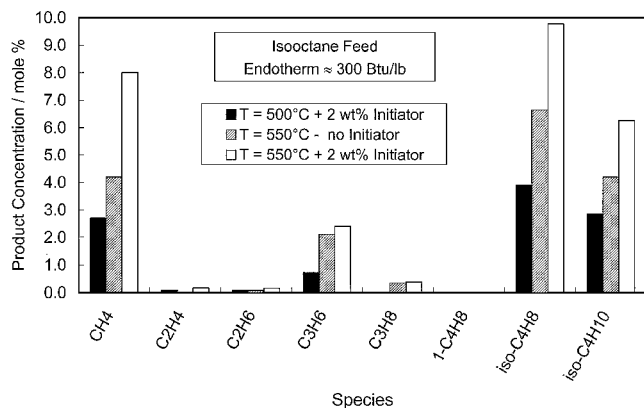 10.0
9.0
8.0
7.0
6.0
5.0
4.0
3.0
2.0
1.0
0.0
Product Concentration / mole %
Isooctane Feed
Endotherm ≈ 300 Btu/lb
T = 500°C + 2 wt% Initiator
T = 550°C - no Initiator
T = 550°C + 2 wt% Initiator
CH4
C2H4
C2H6
C3H6
C3H8
1-C4H8
iso-C4H8
iso-C4H10
Species